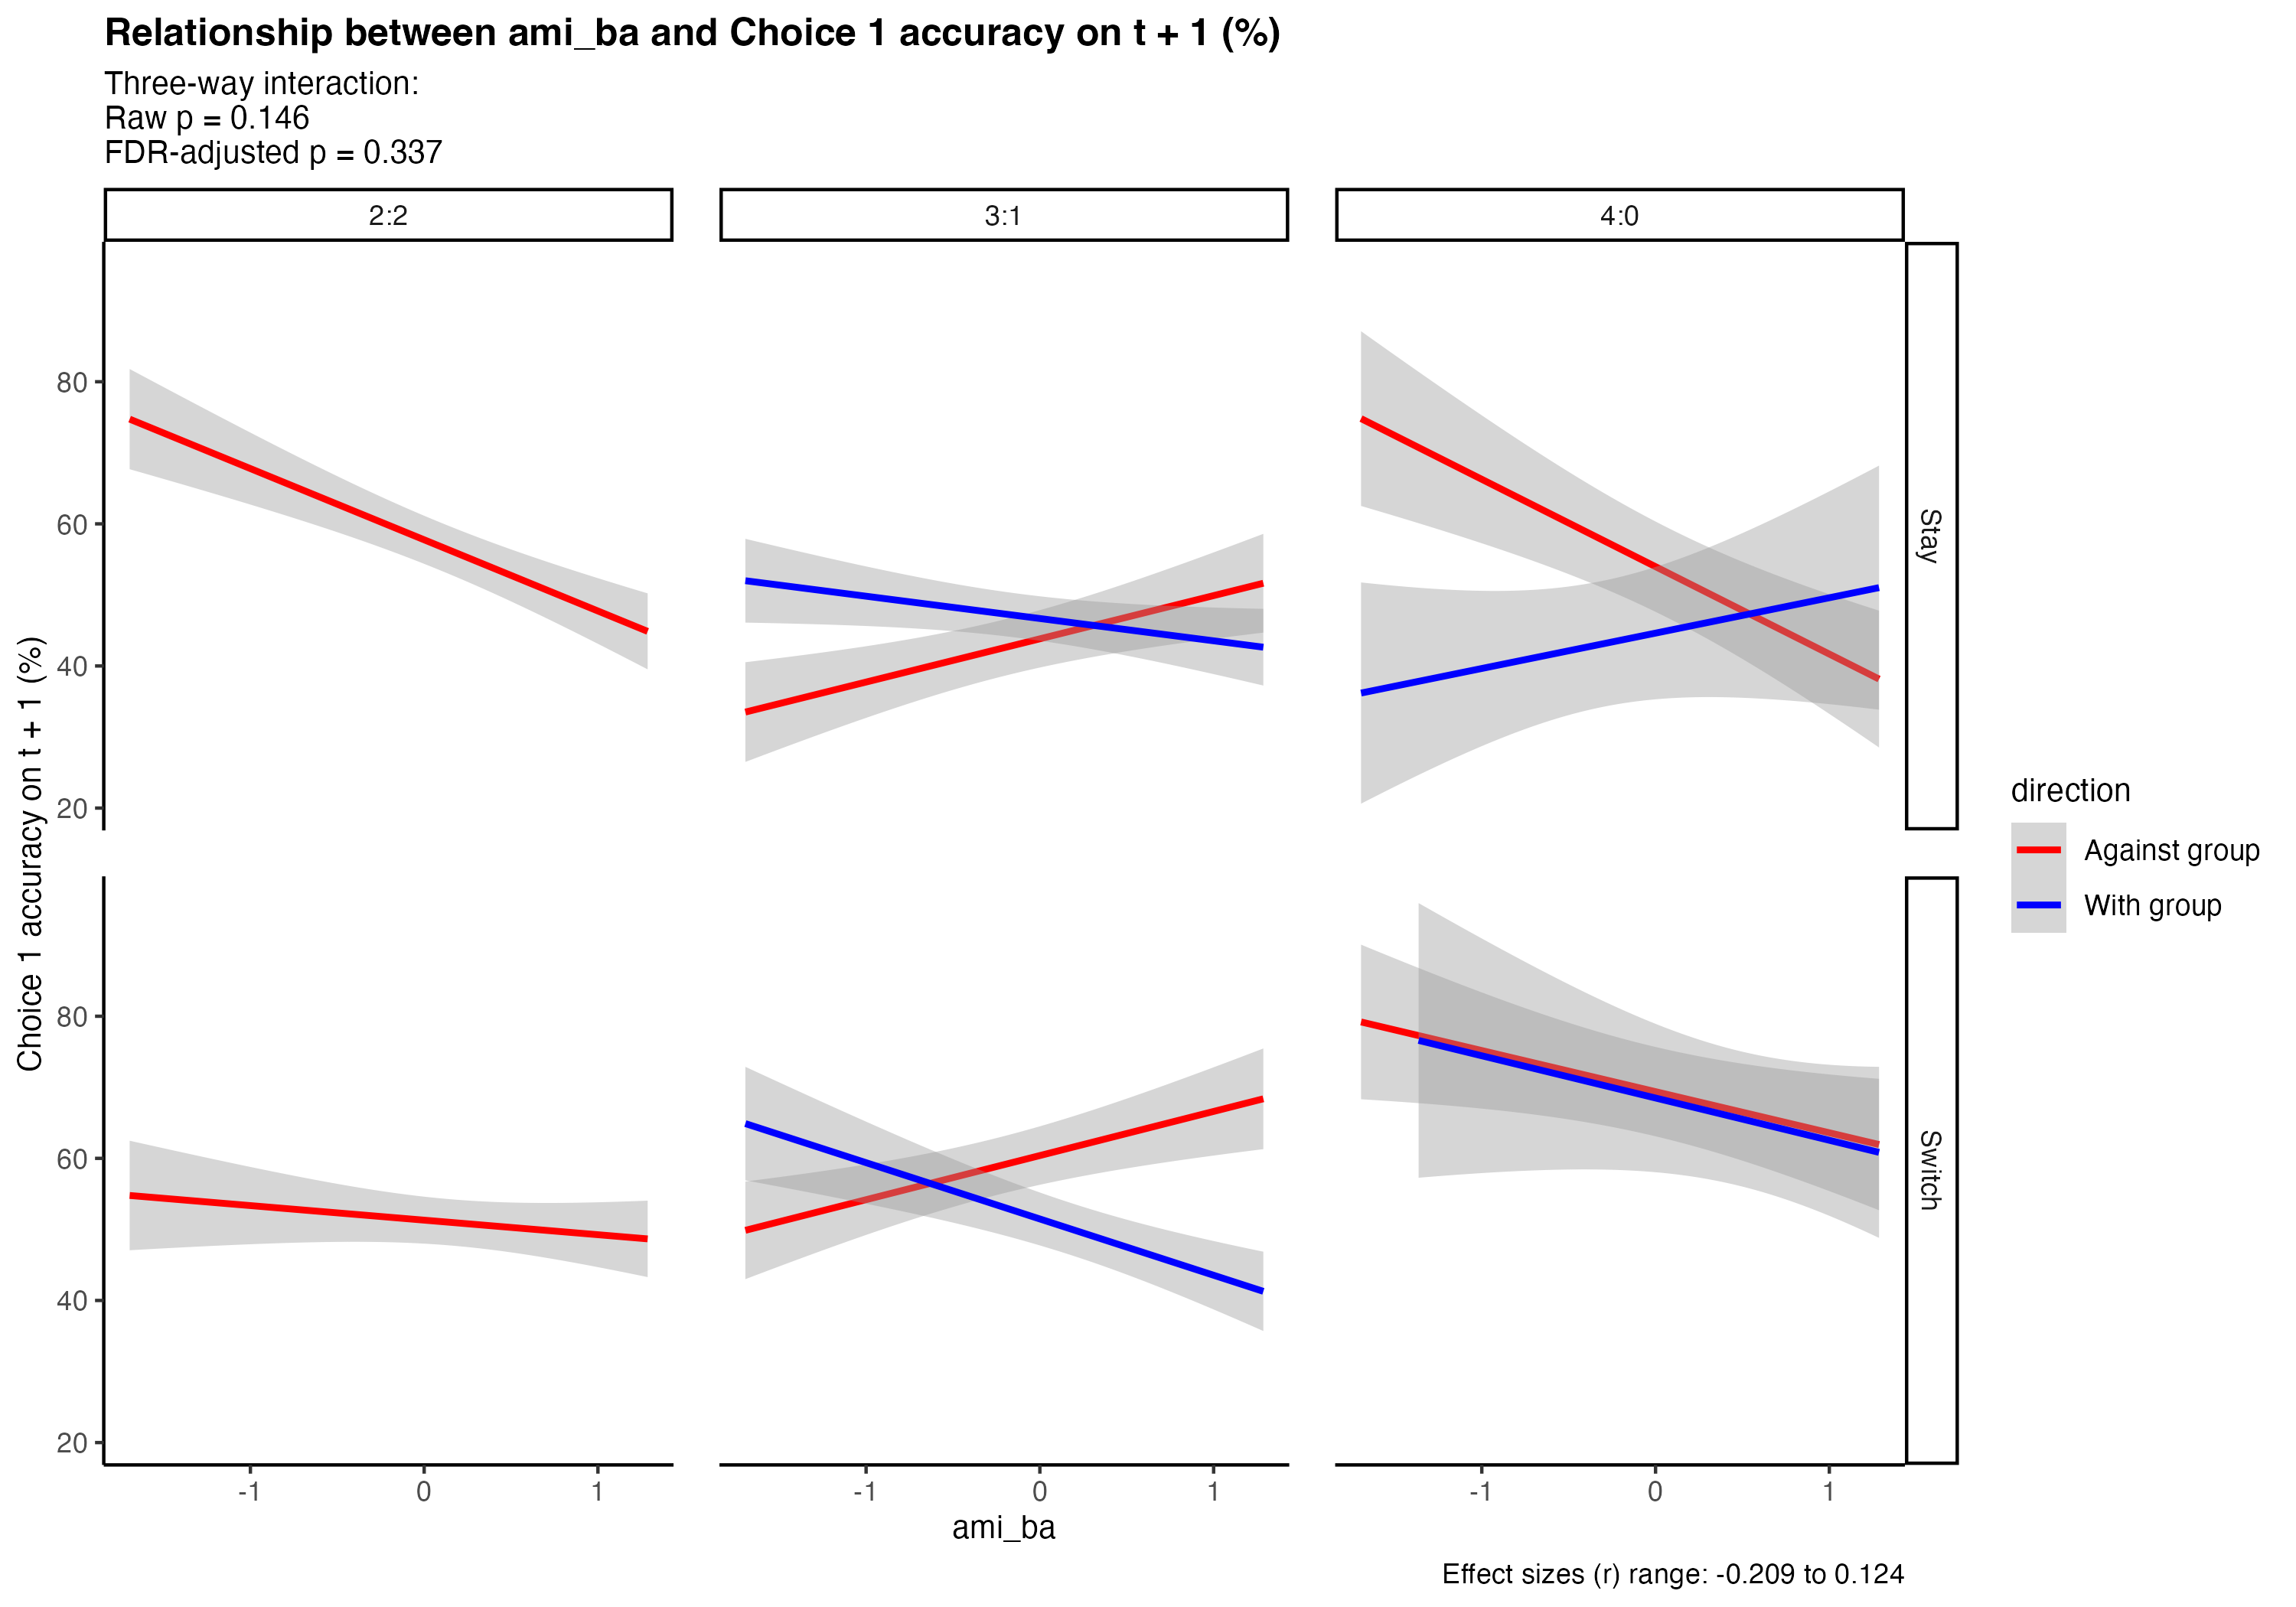 Relationship between ami_ba and Choice 1 accuracy on t + 1 (%)
Three-way interaction:
Raw p = 0.146
FDR-adjusted p = 0.337
2:2
3:1
4:0
80
60
40
20
Stay
Choice 1 accuracy on t + 1 (%)
direction
Against group
With group
80
60
40
20
Switch
-1
0
1
-1
0
1
-1
0
1
ami_ba
Effect sizes (r) range: -0.209 to 0.124